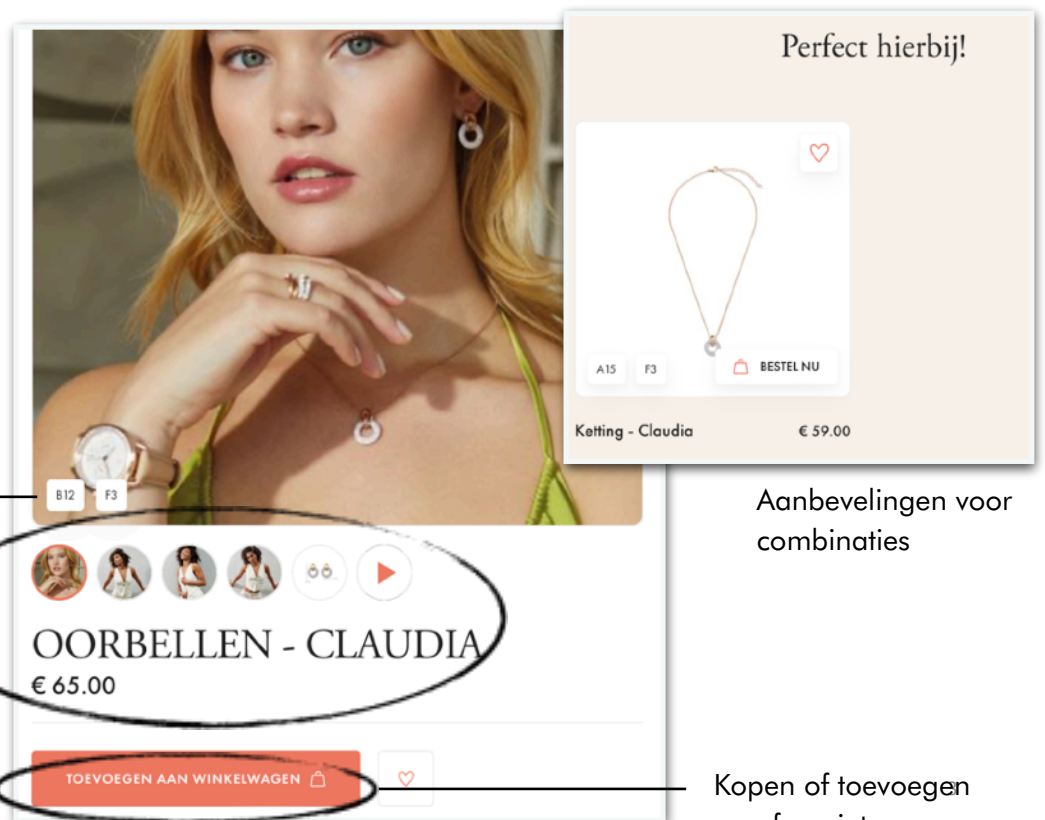 Perfect hierbij!
A15 F3 BESTEL NU
Ketting - Claudia € 59.00
B12 F3
Aanbevelingen voor
combinaties
OORBELLEN - CLAUDIA
€ 65.00
TOEVOEGEN AAN WINKELWAGEN
Kopen of toevoegen